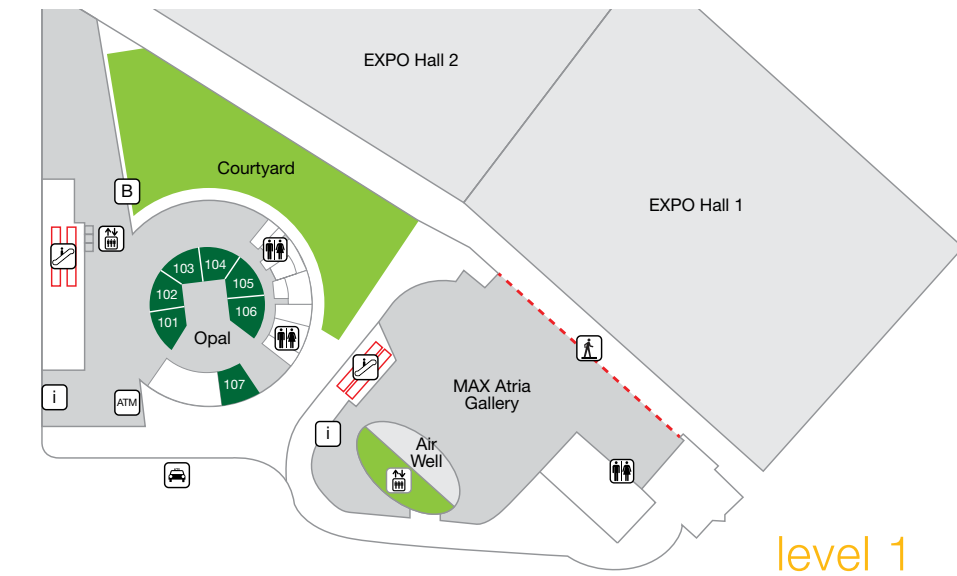 EXPO Hall 2
Courtyard
B
EXPO Hall 1
103
104
102
105
101
106
Opal
107
i
ATM
MAX Atria
Gallery
i
Air
Well
level 1